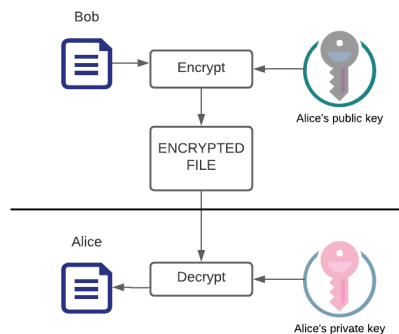 Bob
Encrypt
Alice's public key
ENCRYPTED
FILE
Alice
Decrypt
Alice's private key